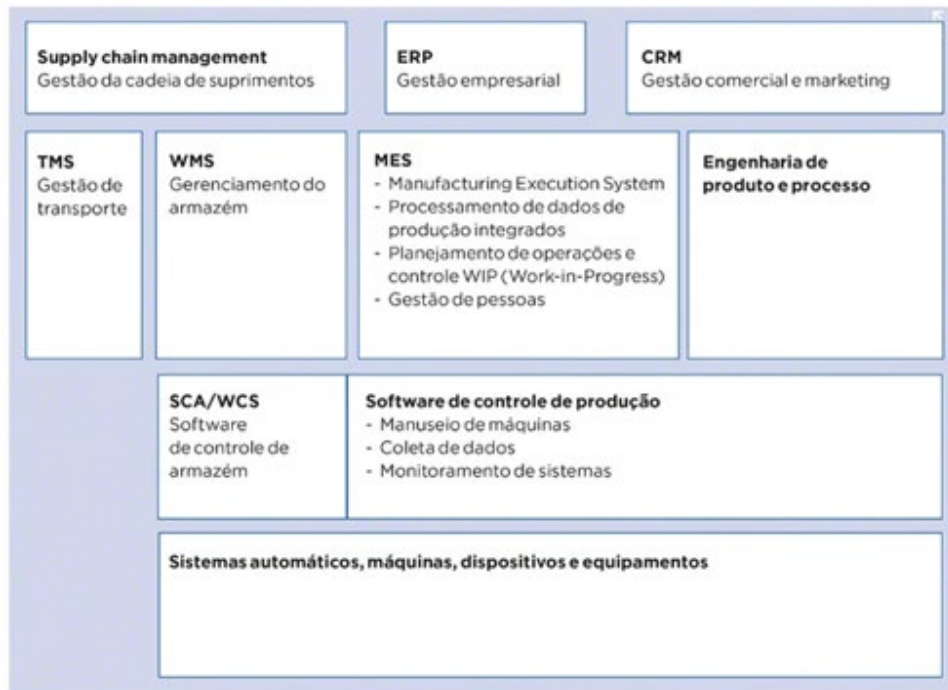 Supply chain management
Gestão da cadeia de suprimentos
ERP
Gestão empresarial
CRM
Gestão comercial e marketing
TMS
Gestão de
transporte
WMS
Gerenciamento do
armazém
MES
- Manufacturing Execution System
- Processamento de dados de
produção integrados
- Planejamento de operações e
controle WIP (Work-in-Progress)
- Gestão de pessoas
Engenharia de
produto e processo
SCA/WCS
Software
de controle de
armazém
Software de controle de produção
- Manuseio de máquinas
- Coleta de dados
- Monitoramento de sistemas
Sistemas automáticos, máquinas, dispositivos e equipamentos